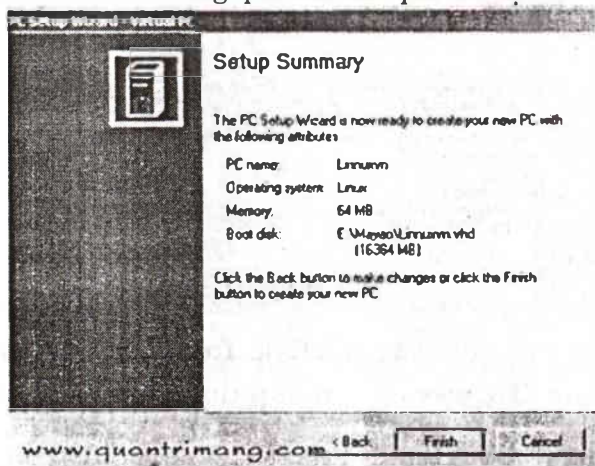 PC Setup Wizard - Virtual PC
Setup Summary
The PC Setup Wizard is now ready to create your new PC with
the following attributes
PC name:
Operating system: Linux
Memory: 64 MB
Boot disk:
(16364 MB)
Click the Back button to make changes or click the Finish
button to create your new PC
www.quantrimang.com < Back Finish Cancel